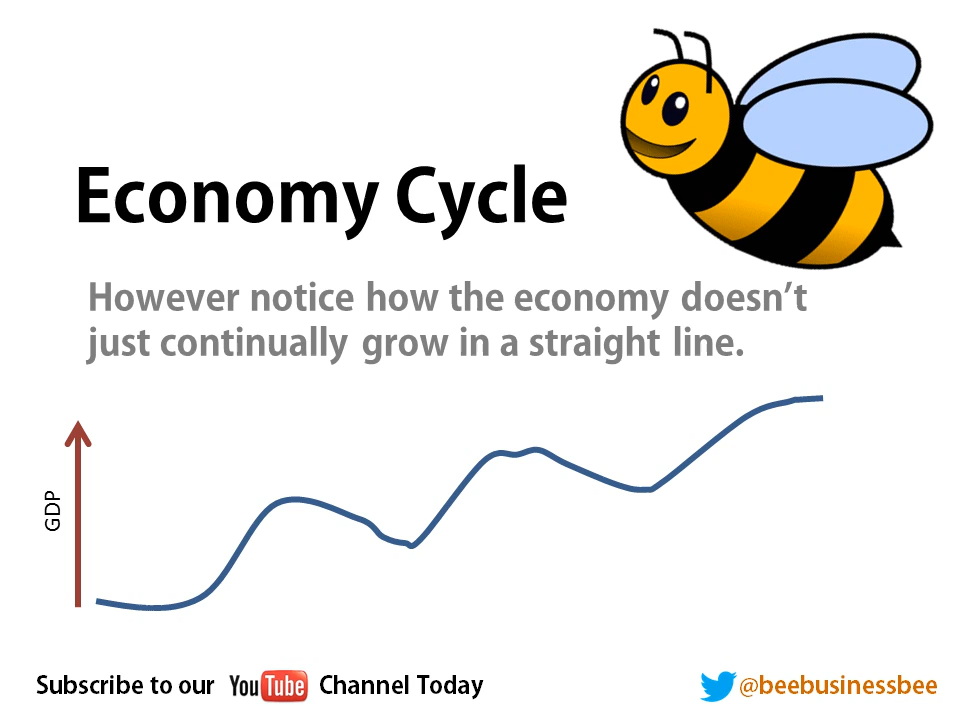 Economy Cycle
However notice how the economy doesn’t
just continually grow in a straight line.
GDP
Subscribe to our YouTube Channel Today
@beebusinessbee